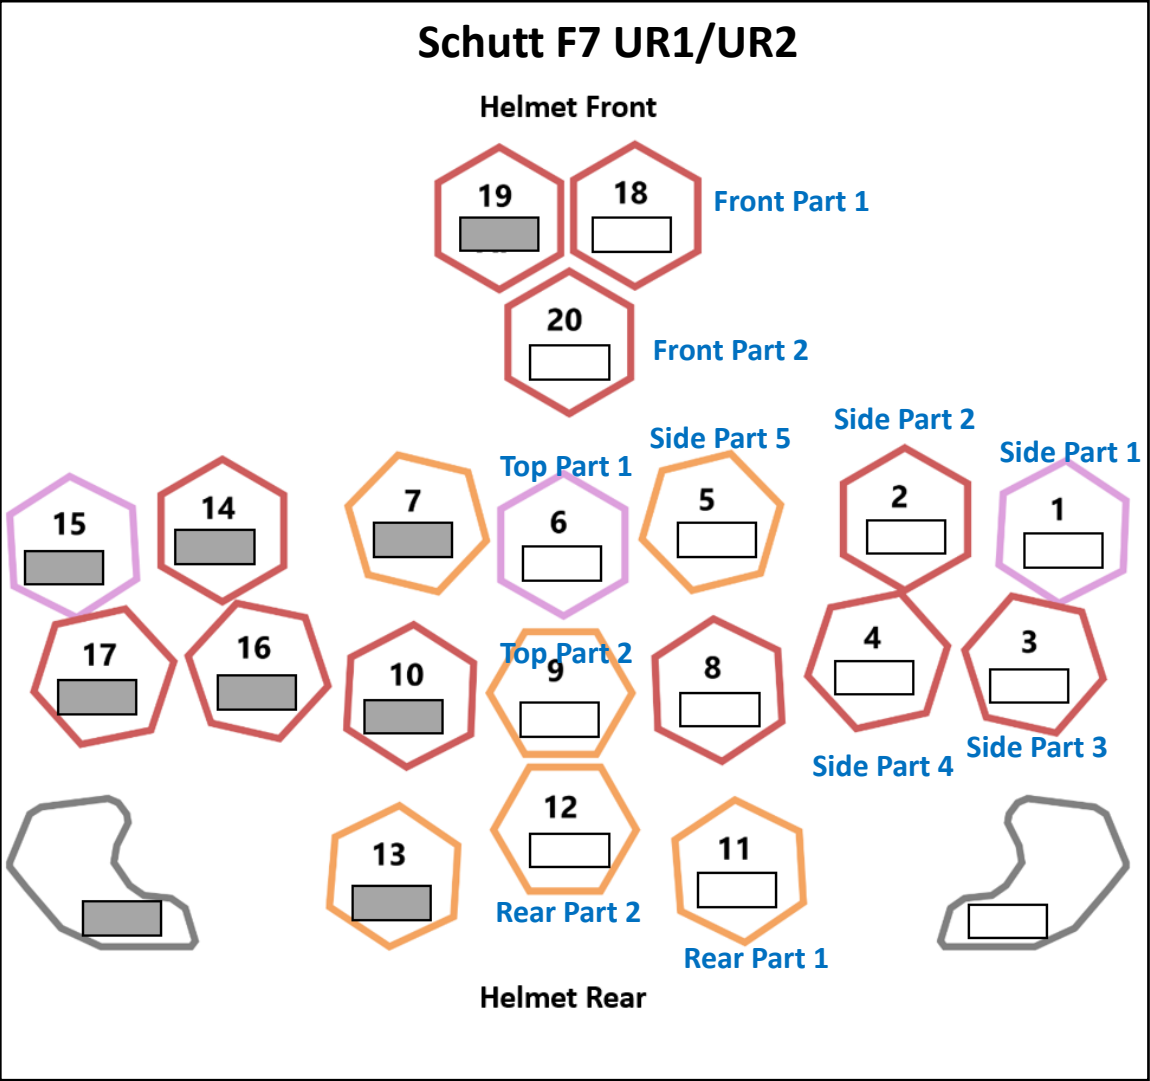 Schutt F7 UR1/UR2
Helmet Front
19
18
Front Part 1
20
Front Part 2
Side Part 2
Side Part 5
Side Part 1
Top Part 1
15
14
7
6
5
2
1
17
16
10
Top Part 2
9
8
4
3
Side Part 3
Side Part 4
13
12
11
Rear Part 2
Rear Part 1
Helmet Rear